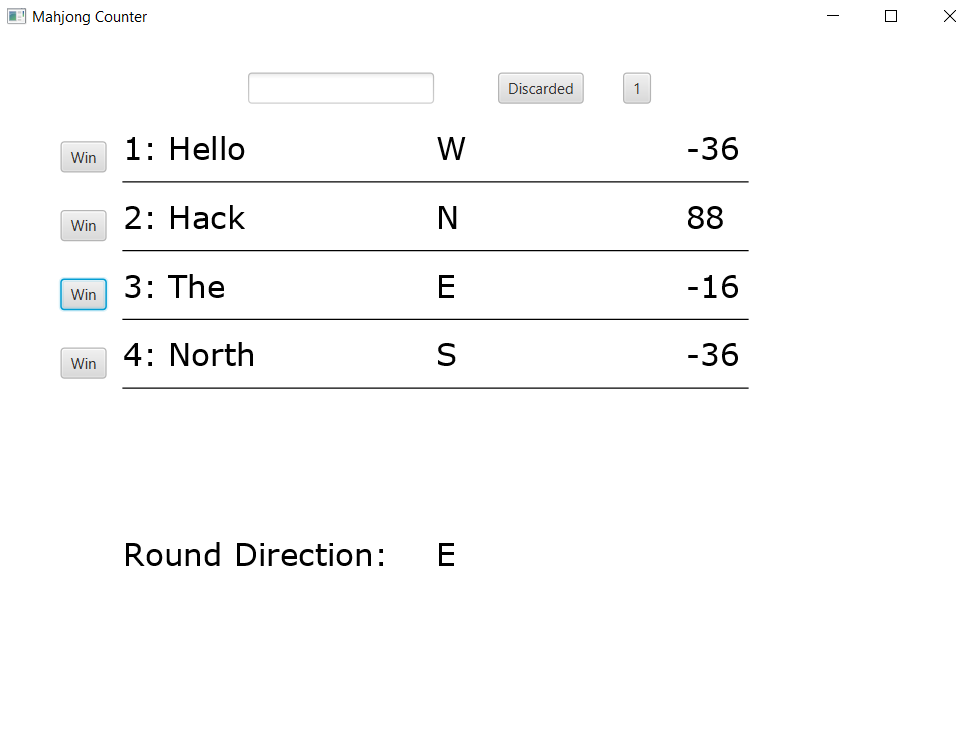 Mahjong Counter
Discarded 1
Win 1: Hello W -36
Win 2: Hack N 88
Win 3: The E -16
Win 4: North S -36
Round Direction: E